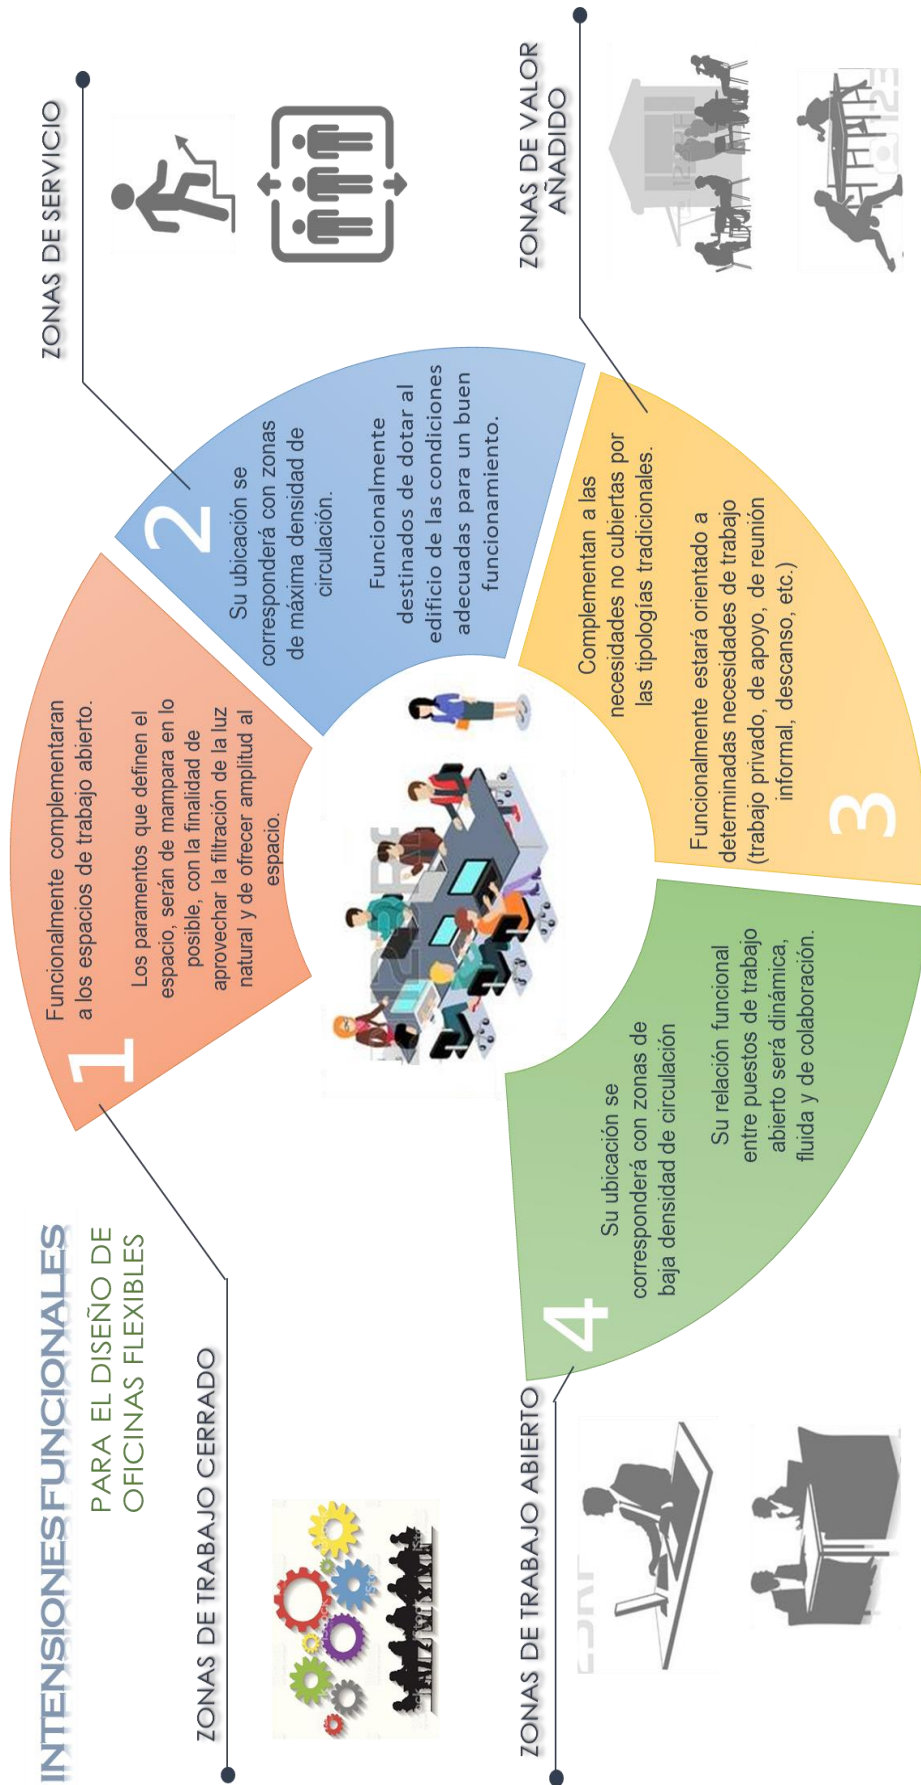 INTENSIONES FUNCIONALES
PARA EL DISEÑO DE
OFICINAS FLEXIBLES
ZONAS DE TRABAJO CERRADO
1
Funcionalmente complementaran
a los espacios de trabajo abierto.
Los paramentos que definen el
espacio, serán de mampara en lo
posible, con la finalidad de
aprovechar la filtración de la luz
natural y de ofrecer amplitud al
espacio.
ZONAS DE SERVICIO
2
Su ubicación se
corresponderá con zonas
de máxima densidad de
circulación.
Funcionalmente
destinados de dotar al
edificio de las condiciones
adecuadas para un buen
funcionamiento.
ZONAS DE VALOR
AÑADIDO
3
Complementan a las
necesidades no cubiertas por
las tipologías tradicionales.
Funcionalmente estará orientado a
determinadas necesidades de trabajo
(trabajo privado, de apoyo, de reunión
informal, descanso, etc.)
ZONAS DE TRABAJO ABIERTO
4
Su ubicación se
corresponderá con zonas de
baja densidad de circulación
Su relación funcional
entre puestos de trabajo
abierto será dinámica,
fluida y de colaboración.